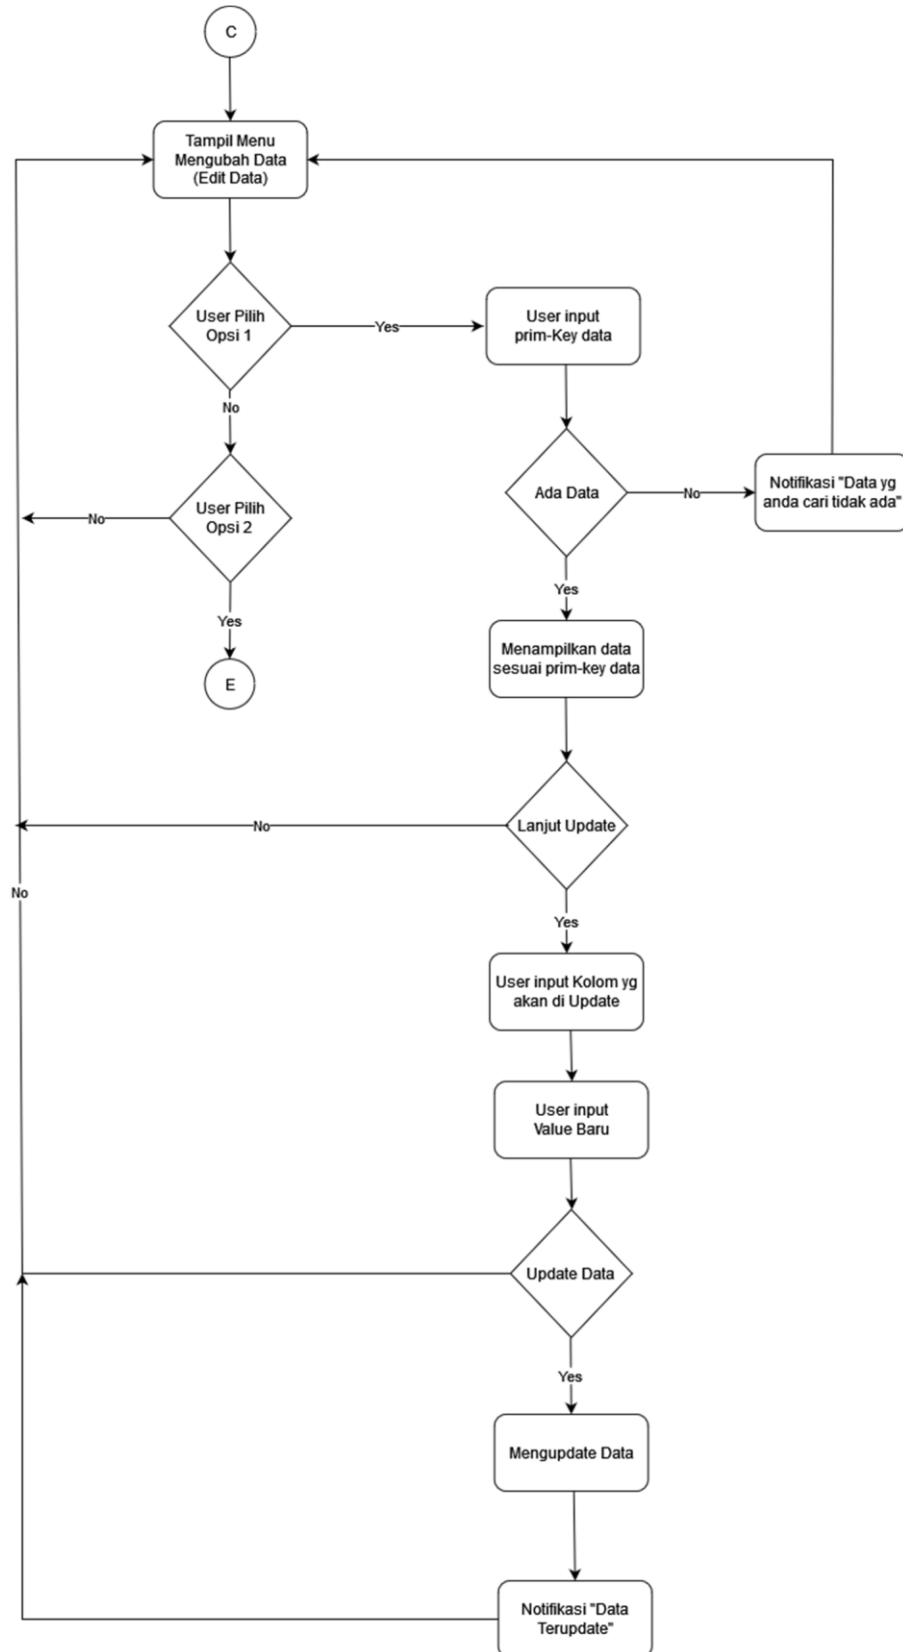 C
Tampil Menu
Mengubah Data
(Edit Data)
User Pilih
Opsi 1
Yes
User input
prim-Key data
No
Ada Data
No
Notifikasi "Data yg
anda cari tidak ada"
User Pilih
Opsi 2
No
Yes
Yes
E
Menampilkan data
sesuai prim-key data
Lanjut Update
No
No
Yes
User input Kolom yg
akan di Update
User input
Value Baru
Update Data
Yes
Mengupdate Data
Notifikasi "Data
Terupdate"